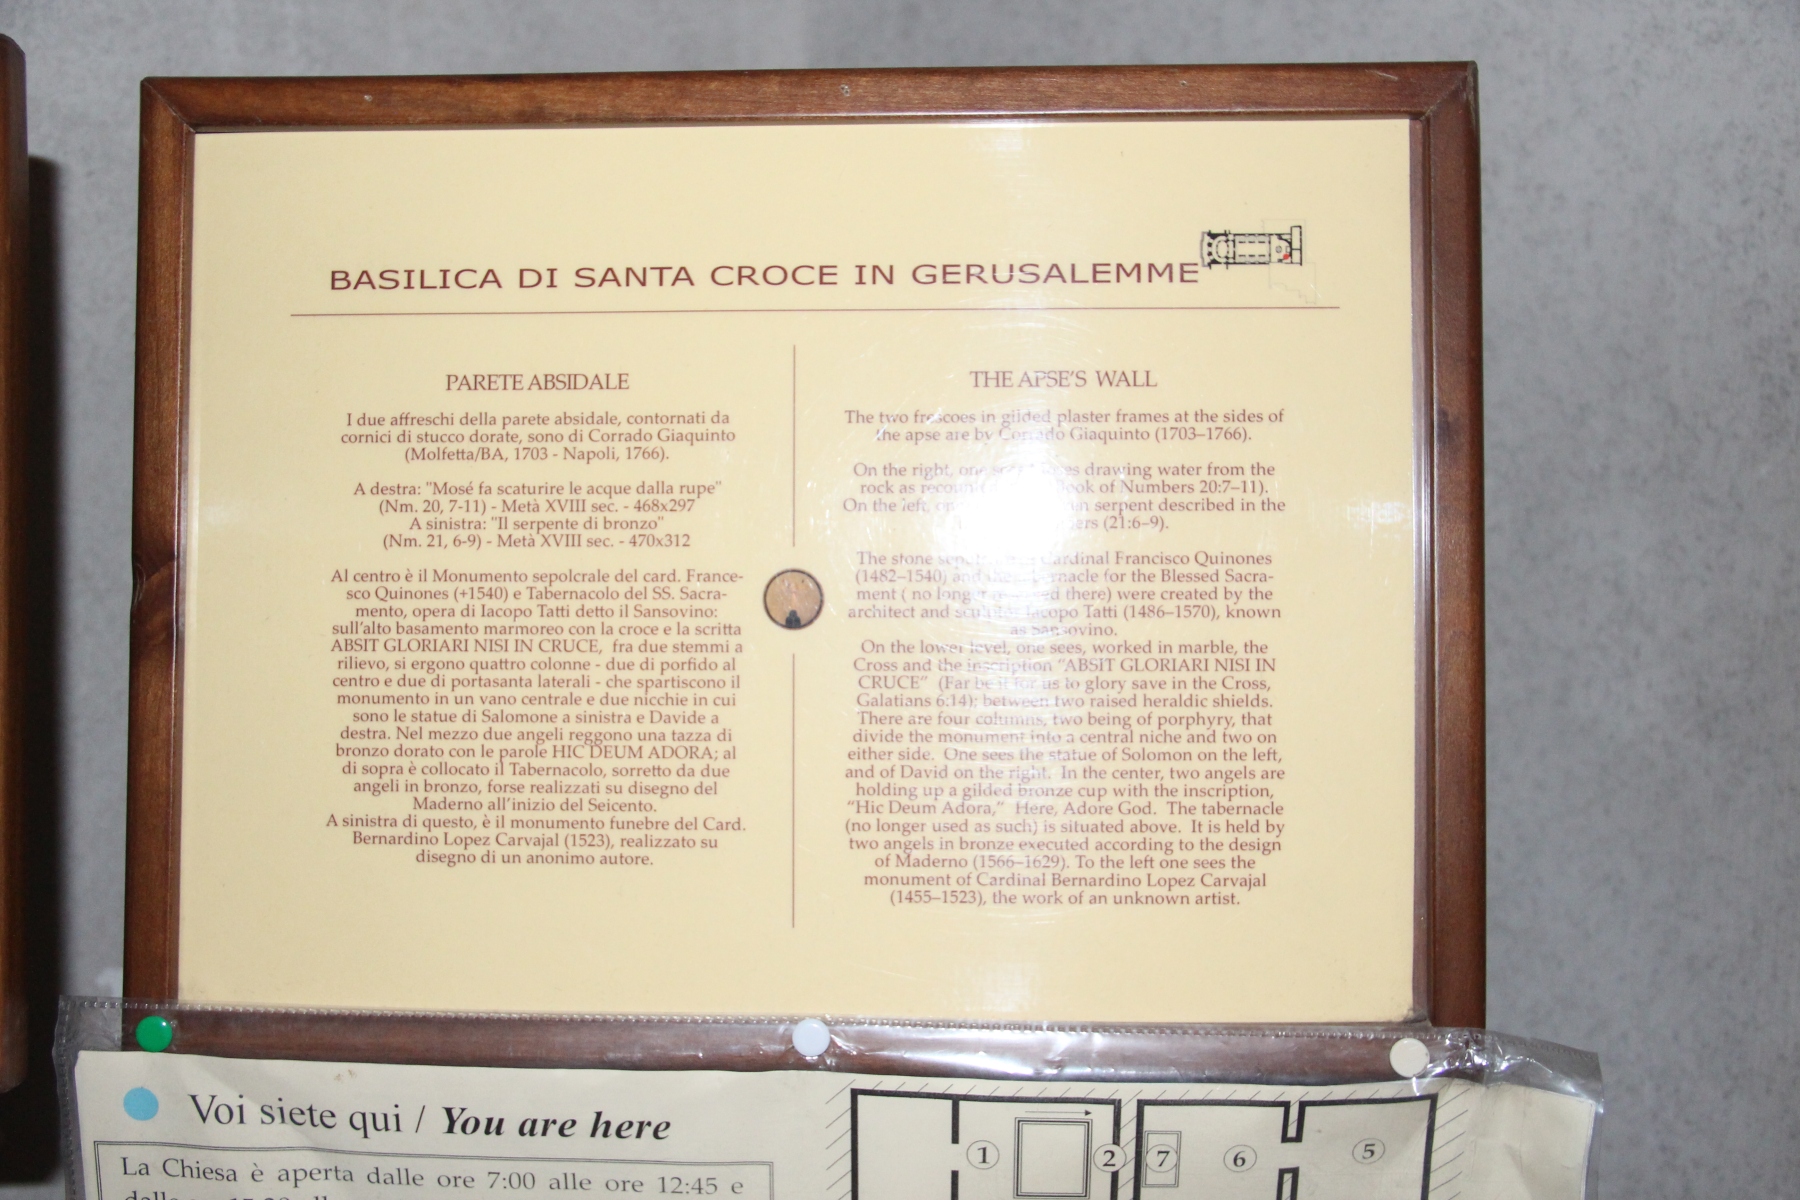 BASILICA DI SANTA CROCE IN GERUSALEMME
PARETE ABSIDALE
I due affreschi della parete absidale, contornati da
cornici di stucco dorate, sono di Corrado Giaquinto
(Molfetta/BA, 1703 - Napoli, 1766).
A destra: "Mosé fa scaturire le acque dalla rupe"
(Nm. 20, 7-11) - Metà XVIII sec. - 468x297
A sinistra: "Il serpente di bronzo"
(Nm. 21, 6-9) - Metà XVIII sec. - 470x312
Al centro è il Monumento sepolcrale del card. France-
sco Quinones (+1540) e Tabernacolo del SS. Sacra-
mento, opera di Iacopo Tatti detto il Sansovino:
sull'alto basamento marmoreo con la croce e la scritta
ABSIT GLORIARI NISI IN CRUCE, fra due stemmi a
rilievo, si ergono quattro colonne - due di porfido al
centro e due di portasanta laterali - che spartiscono il
monumento in un vano centrale e due nicchie in cui
sono le statue di Salomone a sinistra e Davide a
destra. Nel mezzo due angeli reggono una tazza di
bronzo dorato con le parole HIC DEUM ADORA; al
di sopra è collocato il Tabernacolo, sorretto da due
angeli in bronzo, forse realizzati su disegno del
Maderno all'inizio del Seicento.
A sinistra di questo, è il monumento funebre del Card.
Bernardino Lopez Carvajal (1523), realizzato su
disegno di un anonimo autore.
THE APSE'S WALL
The two frescoes in gilded plaster frames at the sides of
the apse are by Corrado Giaquinto (1703–1766).
On the right, one drawing water from the
rock as of Numbers 20:7–11).
On the left, serpent described in the
(21:6–9).
The stone Cardinal Francisco Quinones
(1482–1540) and the for the Blessed Sacra-
ment ( no longer there) were created by the
architect and sculptor Iacopo Tatti (1486–1570), known
as Sansovino.
On the lower level, one sees, worked in marble, the
Cross and the inscription "ABSIT GLORIARI NISI IN
CRUCE" (Far be it for us to glory save in the Cross,
Galatians 6:14); between two raised heraldic shields.
There are four columns, two being of porphyry, that
divide the monument into a central niche and two on
either side. One sees the statue of Solomon on the left,
and of David on the right. In the center, two angels are
holding up a gilded bronze cup with the inscription,
"Hic Deum Adora," Here, Adore God. The tabernacle
(no longer used as such) is situated above. It is held by
two angels in bronze executed according to the design
of Maderno (1566–1629). To the left one sees the
monument of Cardinal Bernardino Lopez Carvajal
(1455–1523), the work of an unknown artist.
Voi siete qui / You are here
La Chiesa è aperta dalle ore 7:00 alle ore 12:45 e
1
2
7
6
5